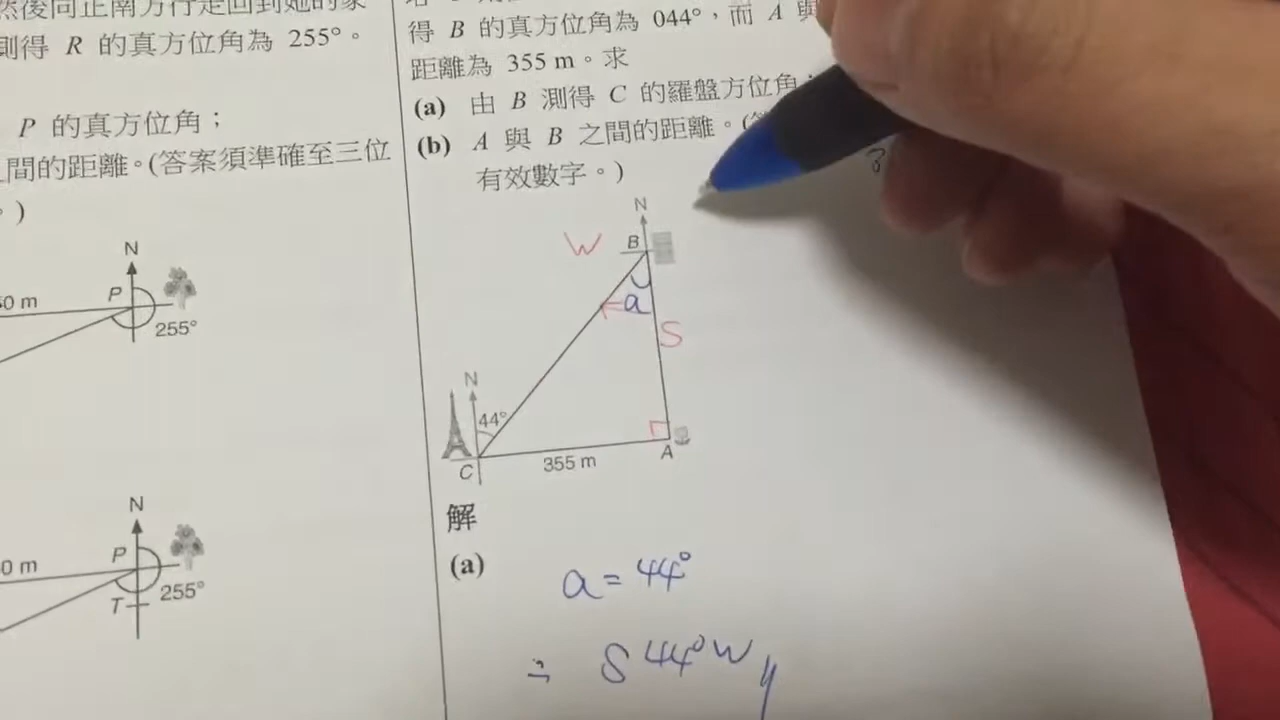 然後向正南方行走回到她的家
測得 R 的真方位角為 255°。
P 的真方位角；
間的距離。(答案須準確至三位
。)
N
P
0 m
255°
N
P
0 m
T
255°
得 B 的真方位角為 044°，而 A 與
距離為 355 m。求
(a) 由 B 測得 C 的羅盤方位角；
(b) A 與 B 之間的距離。(
有效數字。)
?
N
W
B
a
S
N
44°
C
355 m
A
解
(a)
a = 44°
∴ S 44° W